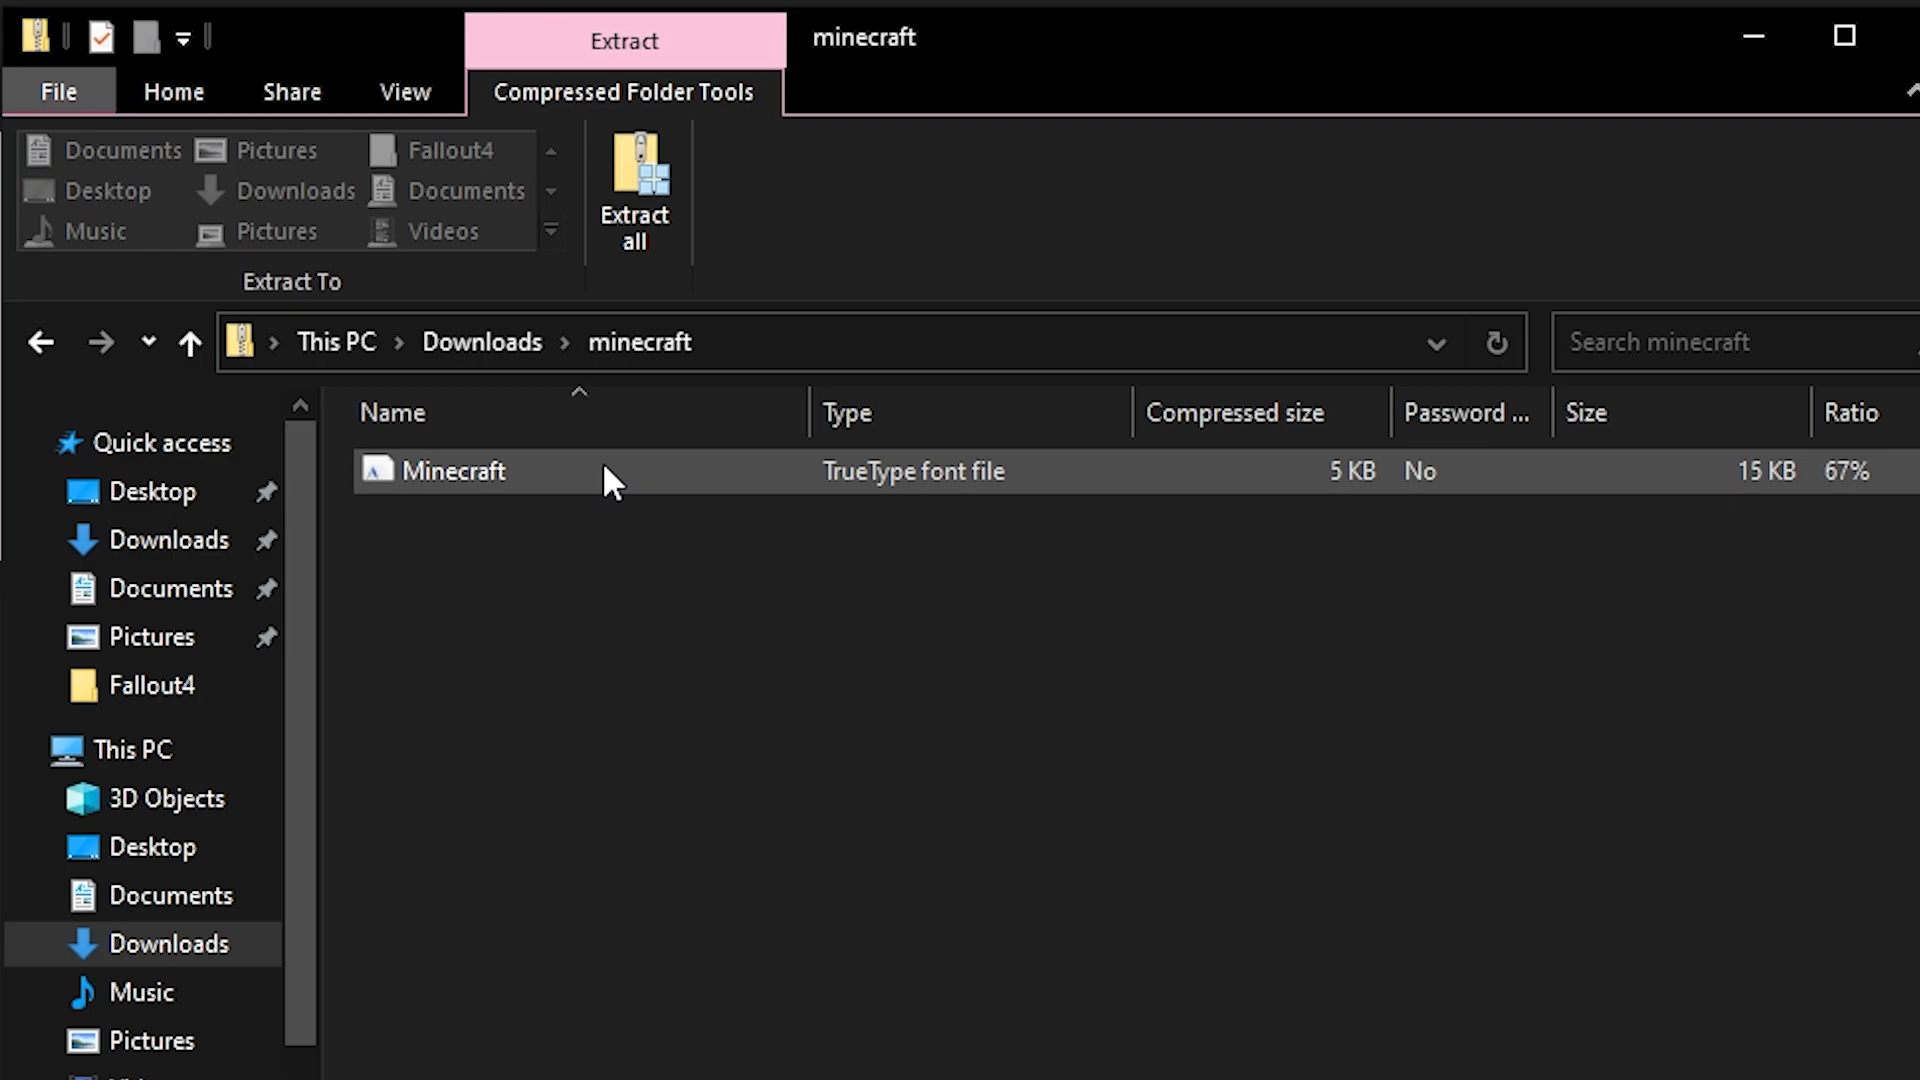 Extract
minecraft
File
Home
Share
View
Compressed Folder Tools
Documents
Pictures
Fallout4
Desktop
Downloads
Documents
Music
Pictures
Videos
Extract
all
Extract To
This PC > Downloads > minecraft
Search minecraft
Name
Type
Compressed size
Password ...
Size
Ratio
Minecraft
TrueType font file
5 KB
No
15 KB
67%
Quick access
Desktop
Downloads
Documents
Pictures
Fallout4
This PC
3D Objects
Desktop
Documents
Downloads
Music
Pictures